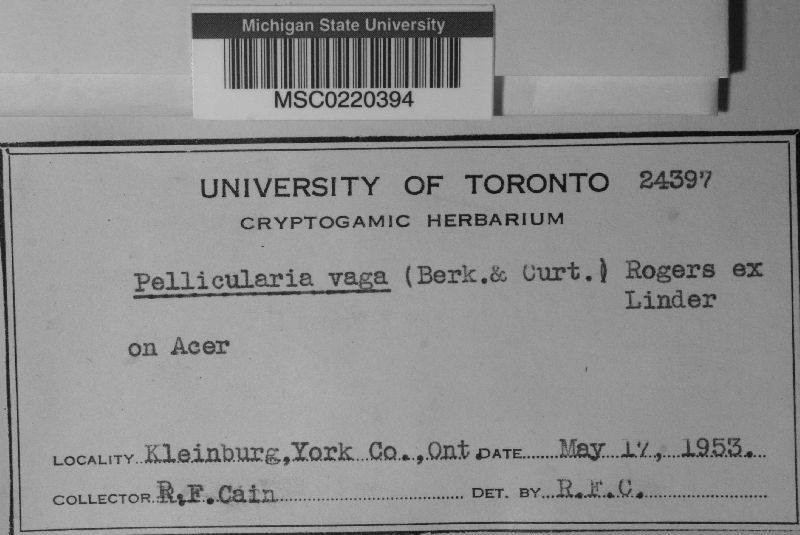 Michigan State University
MSC0220394
UNIVERSITY OF TORONTO 24397
CRYPTOGAMIC HERBARIUM
Pellicularia vaga (Berk.& Curt.) Rogers ex
Linder
on Acer
LOCALITY Kleinburg,York Co.,Ont. DATE May 17, 1953.
COLLECTOR R.F.Cain DET. BY R.F.C.